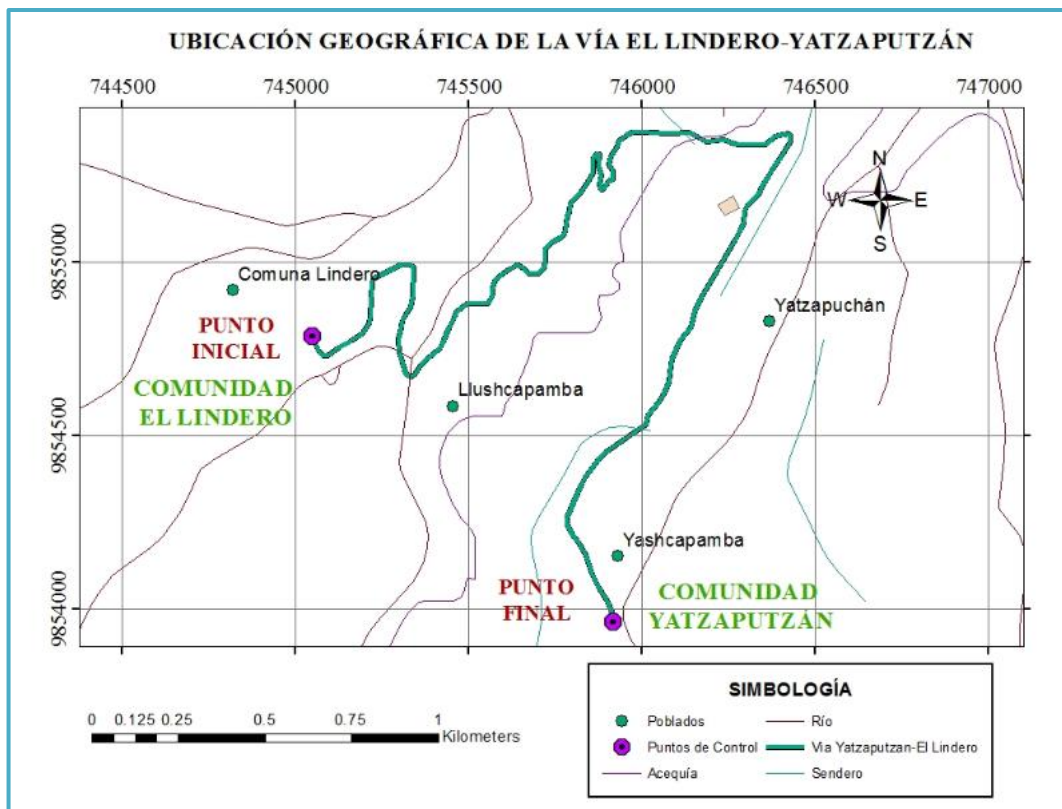 UBICACIÓN GEOGRÁFICA DE LA VÍA EL LINDERO-YATZAPUTZÁN
744500 745000 745500 746000 746500 747000
N
W E
S
9855000
9854500
9854000
Comuna Lindero
PUNTO
INICIAL
COMUNIDAD
EL LINDERO
Yatzapuchán
Llushcapamba
Yashcapamba
PUNTO
FINAL
COMUNIDAD
YATZAPUTZÁN
0 0.125 0.25 0.5 0.75 1
Kilometers
SIMBOLOGÍA
Poblados
Río
Puntos de Control
Via Yatzaputzan-El Lindero
Acequía
Sendero